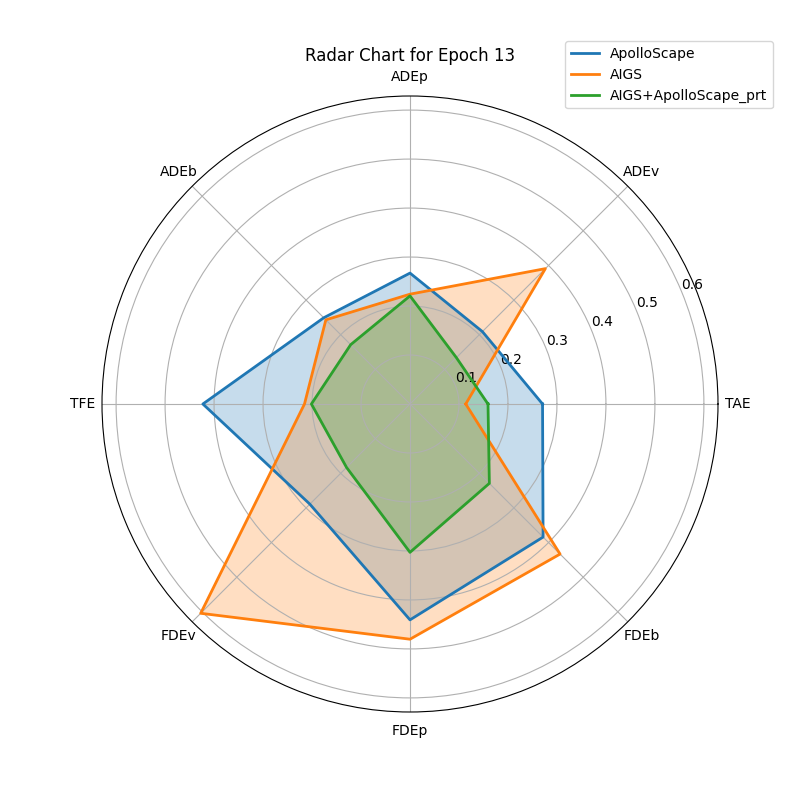 Radar Chart for Epoch 13
ApolloScape
AIGS
AIGS+ApolloScape_prt
ADEp
ADEb
ADEv
0.6
0.5
0.4
0.3
0.2
0.1
TFE
TAE
FDEv
FDEb
FDEp